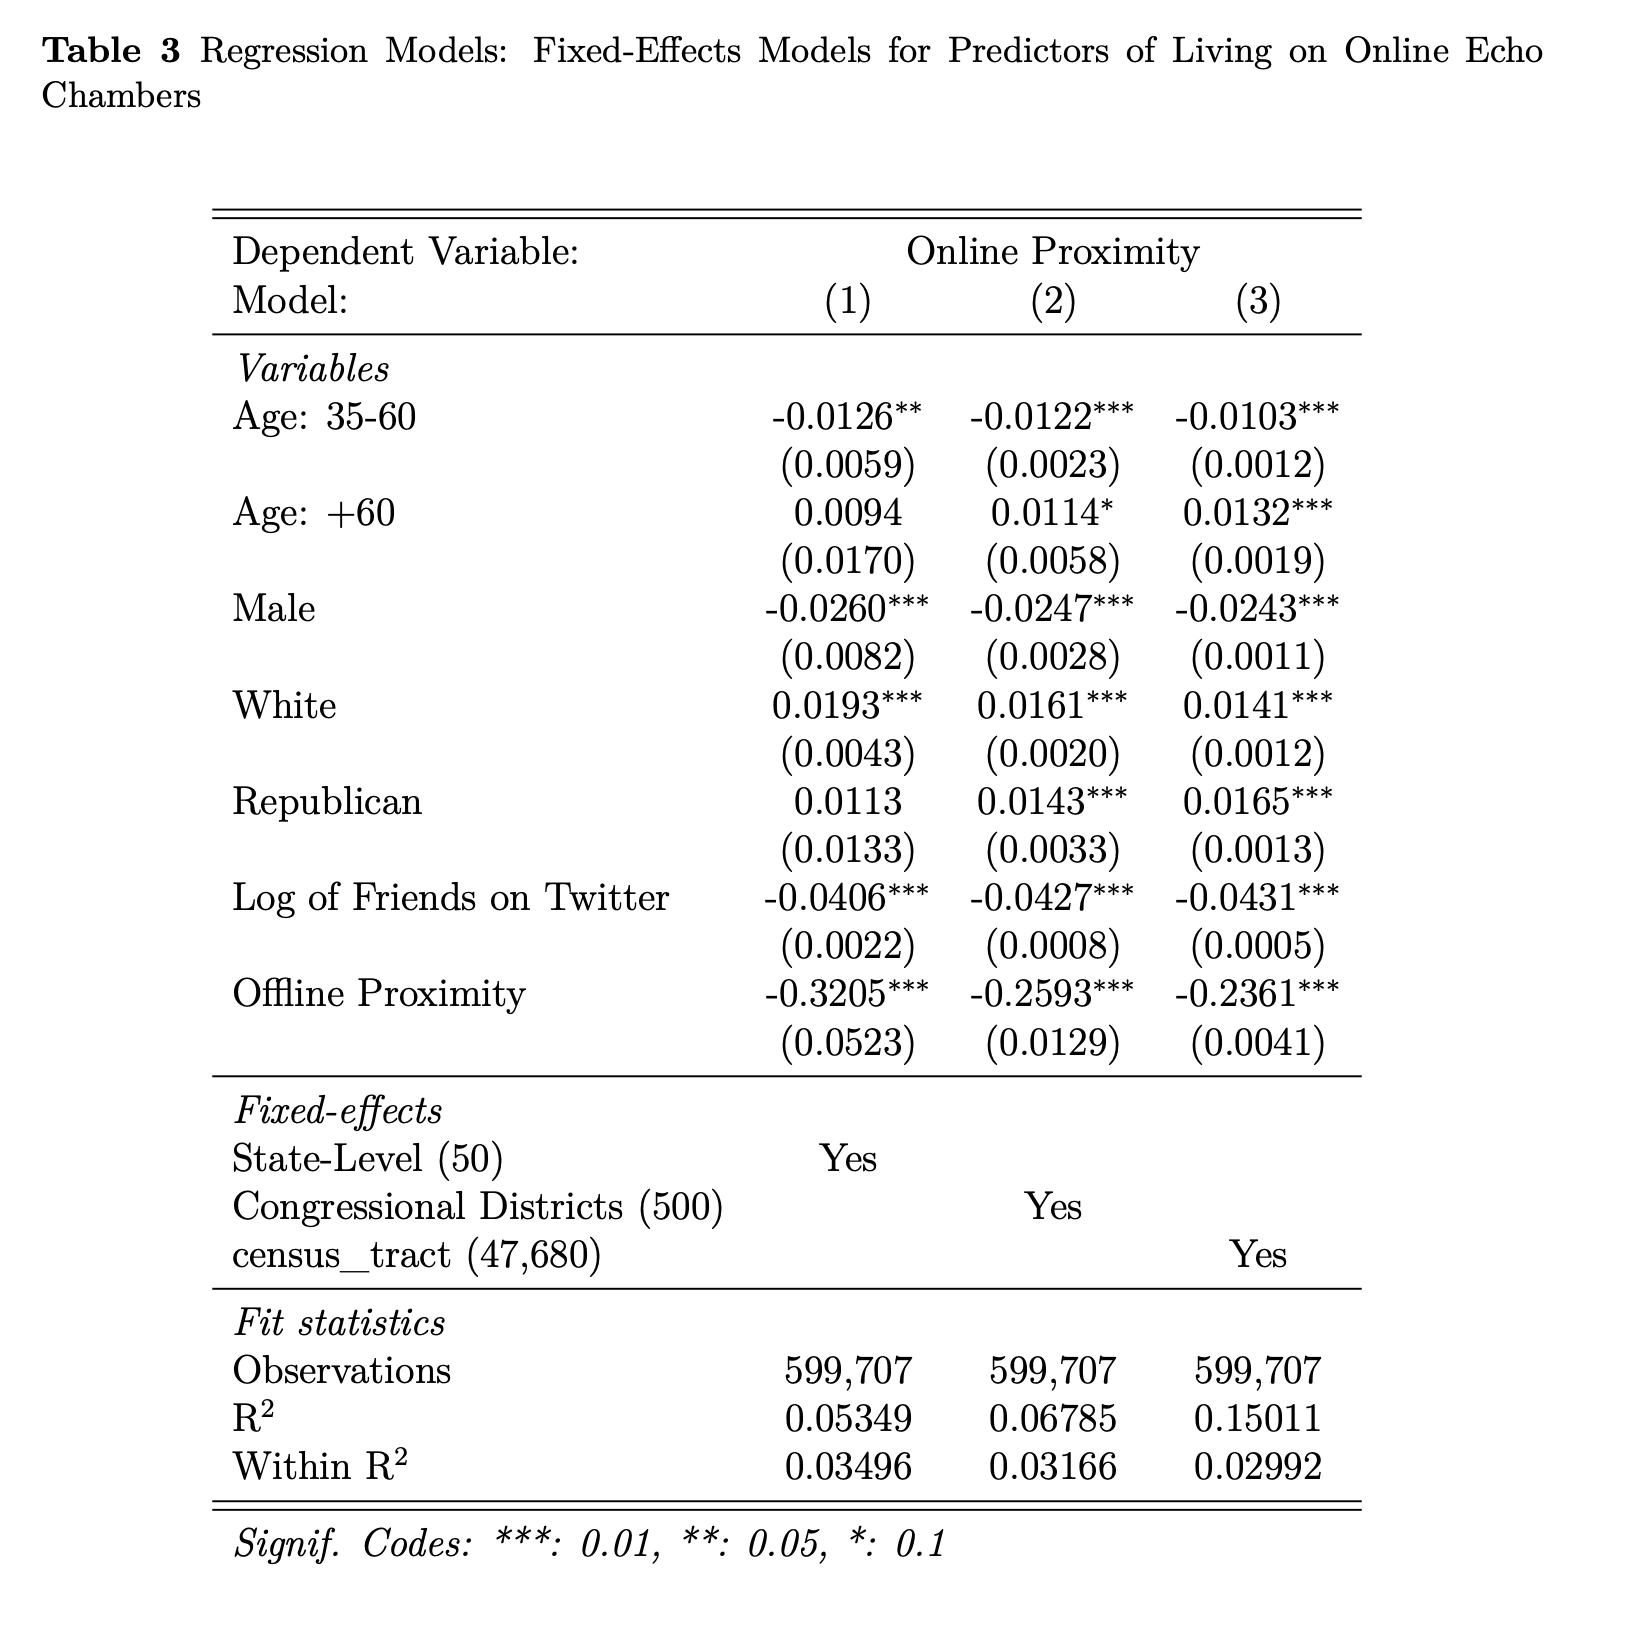 Table 3 Regression Models: Fixed-Effects Models for Predictors of Living on Online Echo
Chambers
Dependent Variable: Online Proximity
Model: (1) (2) (3)
Variables
Age: 35-60 -0.0126** -0.0122*** -0.0103***
(0.0059) (0.0023) (0.0012)
Age: +60 0.0094 0.0114* 0.0132***
(0.0170) (0.0058) (0.0019)
Male -0.0260*** -0.0247*** -0.0243***
(0.0082) (0.0028) (0.0011)
White 0.0193*** 0.0161*** 0.0141***
(0.0043) (0.0020) (0.0012)
Republican 0.0113 0.0143*** 0.0165***
(0.0133) (0.0033) (0.0013)
Log of Friends on Twitter -0.0406*** -0.0427*** -0.0431***
(0.0022) (0.0008) (0.0005)
Offline Proximity -0.3205*** -0.2593*** -0.2361***
(0.0523) (0.0129) (0.0041)
Fixed-effects
State-Level (50) Yes
Congressional Districts (500) Yes
census_tract (47,680) Yes
Fit statistics
Observations 599,707 599,707 599,707
R² 0.05349 0.06785 0.15011
Within R² 0.03496 0.03166 0.02992
Signif. Codes: ***: 0.01, **: 0.05, *: 0.1